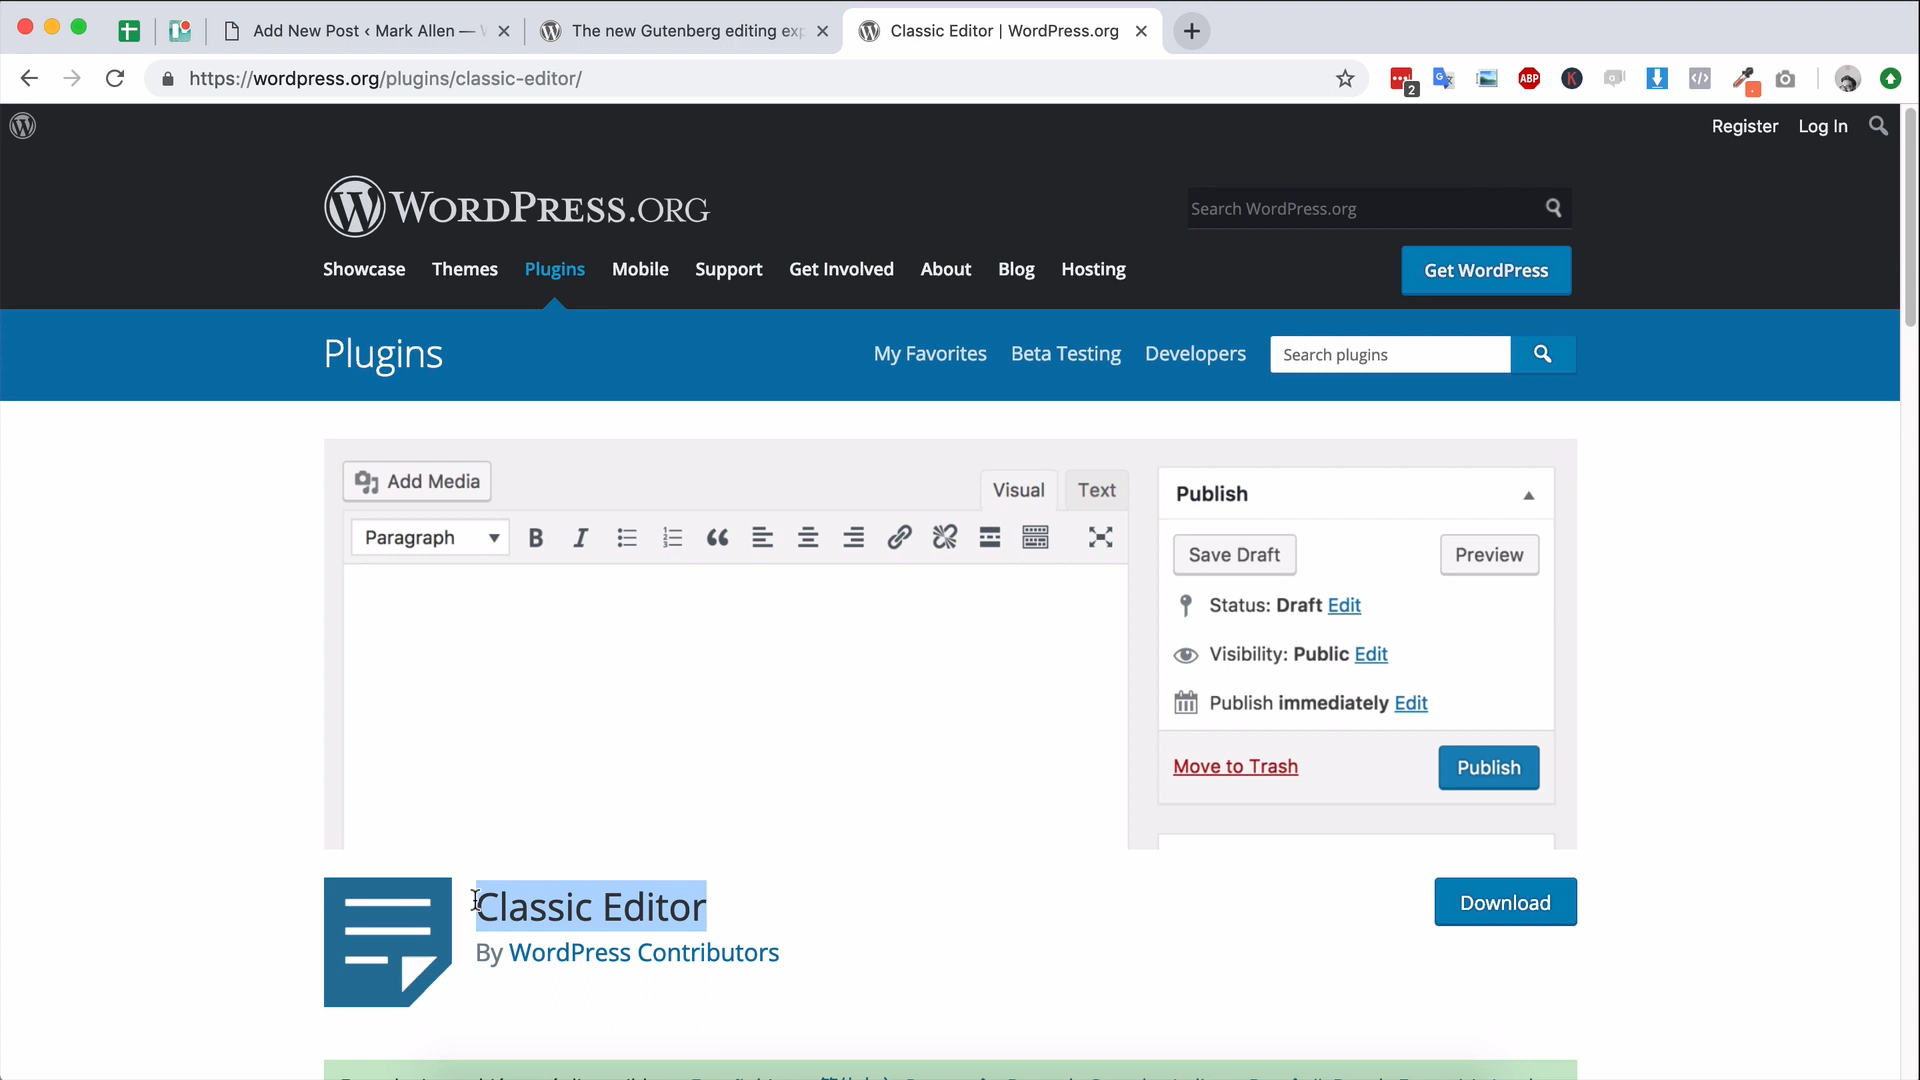 Add New Post ‹ Mark Allen —
The new Gutenberg editing exp
Classic Editor | WordPress.org
https://wordpress.org/plugins/classic-editor/
2
ABP
K
Register
Log In
WORDPRESS.ORG
Search WordPress.org
Showcase
Themes
Plugins
Mobile
Support
Get Involved
About
Blog
Hosting
Get WordPress
Plugins
My Favorites
Beta Testing
Developers
Search plugins
Add Media
Visual
Text
Publish
Paragraph
B
I
Save Draft
Preview
Status: Draft Edit
Visibility: Public Edit
Publish immediately Edit
Move to Trash
Publish
Classic Editor
Download
By WordPress Contributors